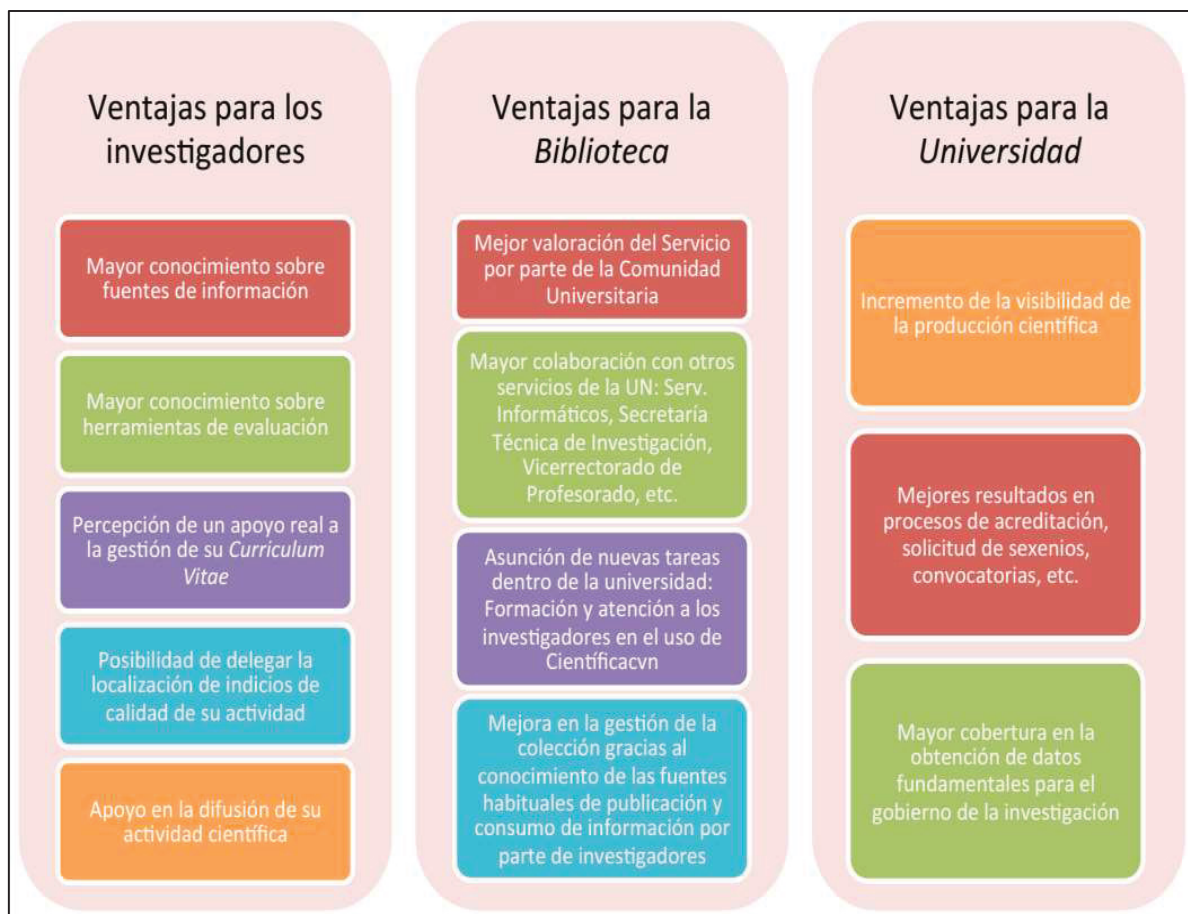 Ventajas para los
investigadores
Mayor conocimiento sobre
fuentes de información
Mayor conocimiento sobre
herramientas de evaluación
Percepción de un apoyo real a
la gestión de su Curriculum
Vitae
Posibilidad de delegar la
localización de indicios de
calidad de su actividad
Apoyo en la difusión de su
actividad científica
Ventajas para la
Biblioteca
Mejor valoración del Servicio
por parte de la Comunidad
Universitaria
Mayor colaboración con otros
servicios de la UN: Serv.
Informáticos, Secretaría
Técnica de Investigación,
Vicerrectorado de
Profesorado, etc.
Asunción de nuevas tareas
dentro de la universidad:
Formación y atención a los
investigadores en el uso de
Científicacvn
Mejora en la gestión de la
colección gracias al
conocimiento de las fuentes
habituales de publicación y
consumo de información por
parte de investigadores
Ventajas para la
Universidad
Incremento de la visibilidad de
la producción científica
Mejores resultados en
procesos de acreditación,
solicitud de sexenios,
convocatorias, etc.
Mayor cobertura en la
obtención de datos
fundamentales para el
gobierno de la investigación